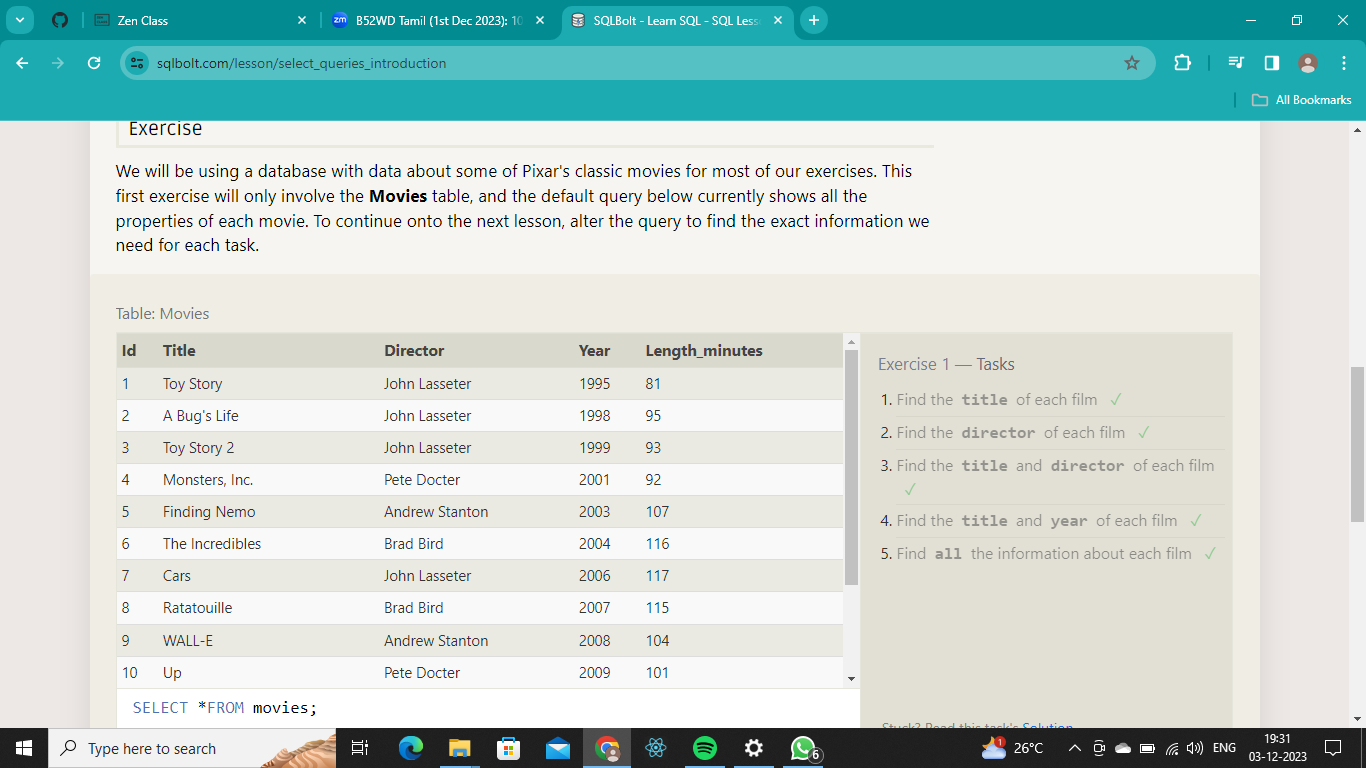 Zen Class
zm B52WD Tamil (1st Dec 2023): 10
SQLBolt - Learn SQL - SQL Less
sqlbolt.com/lesson/select_queries_introduction
All Bookmarks
Exercise
We will be using a database with data about some of Pixar's classic movies for most of our exercises. This
first exercise will only involve the Movies table, and the default query below currently shows all the
properties of each movie. To continue onto the next lesson, alter the query to find the exact information we
need for each task.
Table: Movies
Id Title Director Year Length_minutes
1 Toy Story John Lasseter 1995 81
2 A Bug's Life John Lasseter 1998 95
3 Toy Story 2 John Lasseter 1999 93
4 Monsters, Inc. Pete Docter 2001 92
5 Finding Nemo Andrew Stanton 2003 107
6 The Incredibles Brad Bird 2004 116
7 Cars John Lasseter 2006 117
8 Ratatouille Brad Bird 2007 115
9 WALL-E Andrew Stanton 2008 104
10 Up Pete Docter 2009 101
SELECT *FROM movies;
Exercise 1 — Tasks
1. Find the title of each film ✓
2. Find the director of each film ✓
3. Find the title and director of each film
✓
4. Find the title and year of each film ✓
5. Find all the information about each film ✓
Stuck? Read this task's Solution
Type here to search
6
1
26°C
ENG
19:31
03-12-2023